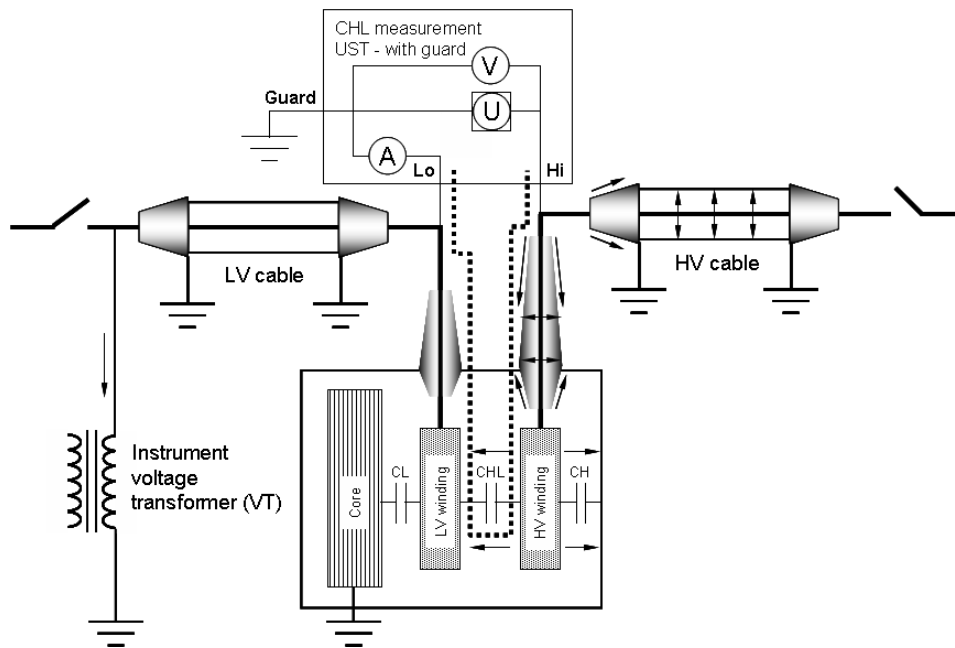 CHL measurement
UST - with guard
V
Guard
U
A
Lo
Hi
LV cable
HV cable
Instrument
voltage
transformer (VT)
Core
CL
LV winding
CHL
HV winding
CH